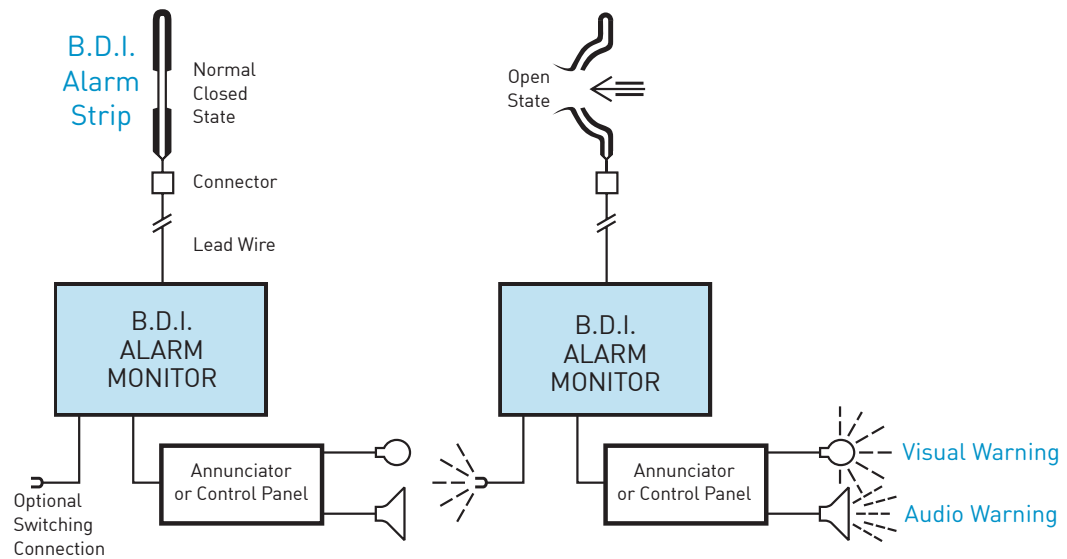 B.D.I.
Alarm
Strip
Normal
Closed
State
Connector
Lead Wire
B.D.I.
ALARM
MONITOR
Annunciator
or Control Panel
Optional
Switching
Connection
Open
State
B.D.I.
ALARM
MONITOR
Annunciator
or Control Panel
Visual Warning
Audio Warning